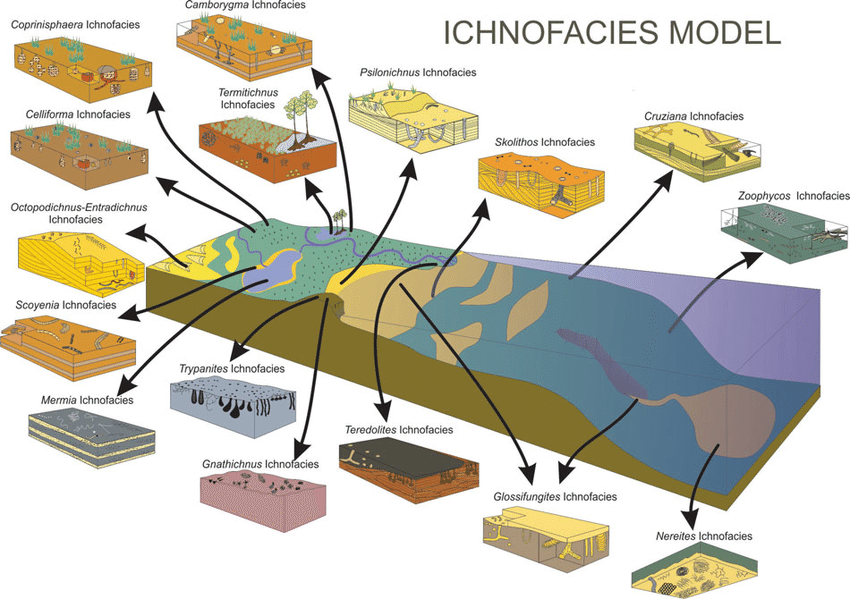 ICHNOFACIES MODEL
Camborygma Ichnofacies
Coprinisphaera Ichnofacies
Psilonichnus Ichnofacies
Termitichnus
Ichnofacies
Celliforma Ichnofacies
Cruziana Ichnofacies
Skolithos Ichnofacies
Zoophycos Ichnofacies
Octopodichnus-Entradichnus
Ichnofacies
Scoyenia Ichnofacies
Trypanites Ichnofacies
Mermia Ichnofacies
Teredolites Ichnofacies
Gnathichnus Ichnofacies
Glossifungites Ichnofacies
Nereites Ichnofacies